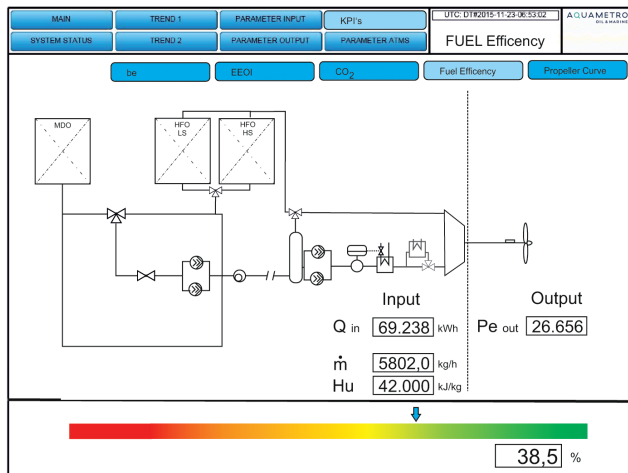 MAIN TREND 1 PARAMETER INPUT KPI's
SYSTEM STATUS TREND 2 PARAMETER OUTPUT PARAMETER ATMS
UTC: DT#2015-11-23-06:53:02
FUEL Efficency
AQUAMETRO
OIL & MARINE
be EEOI CO₂ Fuel Efficency Propeller Curve
MDO
HFO
LS
HFO
HS
Input Output
Q in 69.238 kWh Pe out 26.656
ṁ 5802,0 kg/h
Hu 42.000 kJ/kg
38,5 %